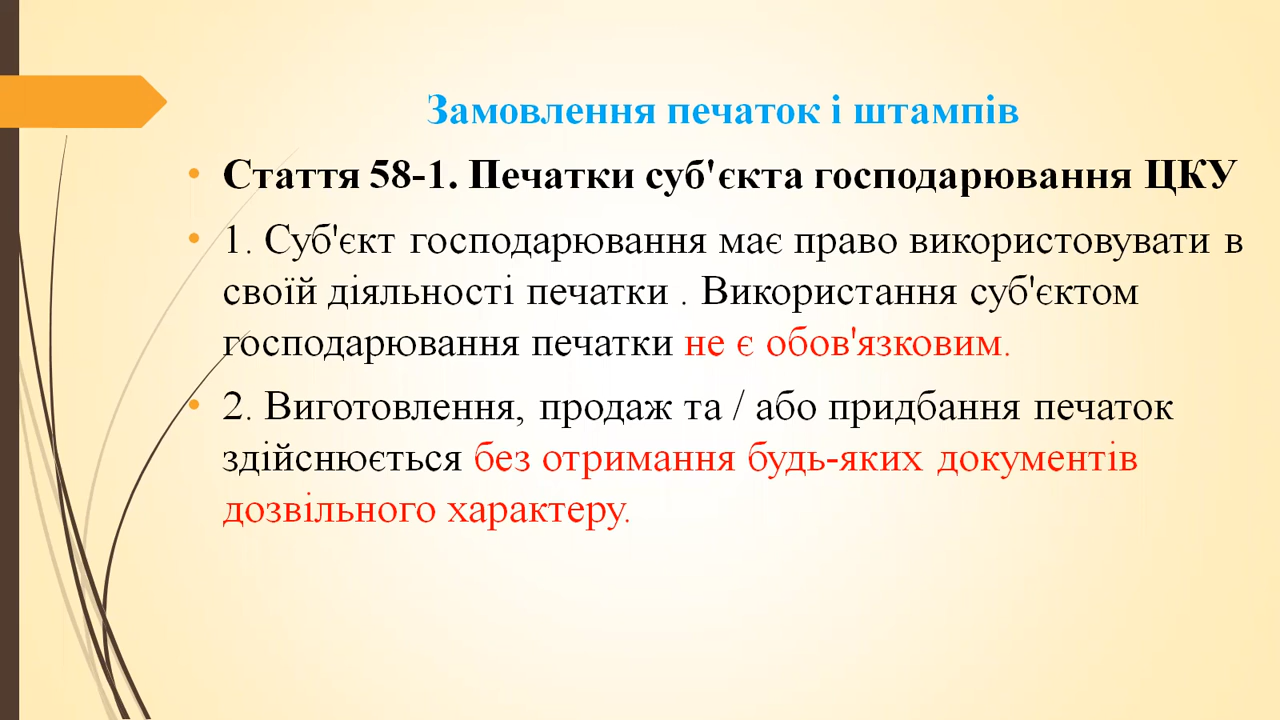 Замовлення печаток і штампів
Стаття 58-1. Печатки суб'єкта господарювання ЦКУ
1. Суб'єкт господарювання має право використовувати в
своїй діяльності печатки . Використання суб'єктом
господарювання печатки не є обов'язковим.
2. Виготовлення, продаж та / або придбання печаток
здійснюється без отримання будь-яких документів
дозвільного характеру.